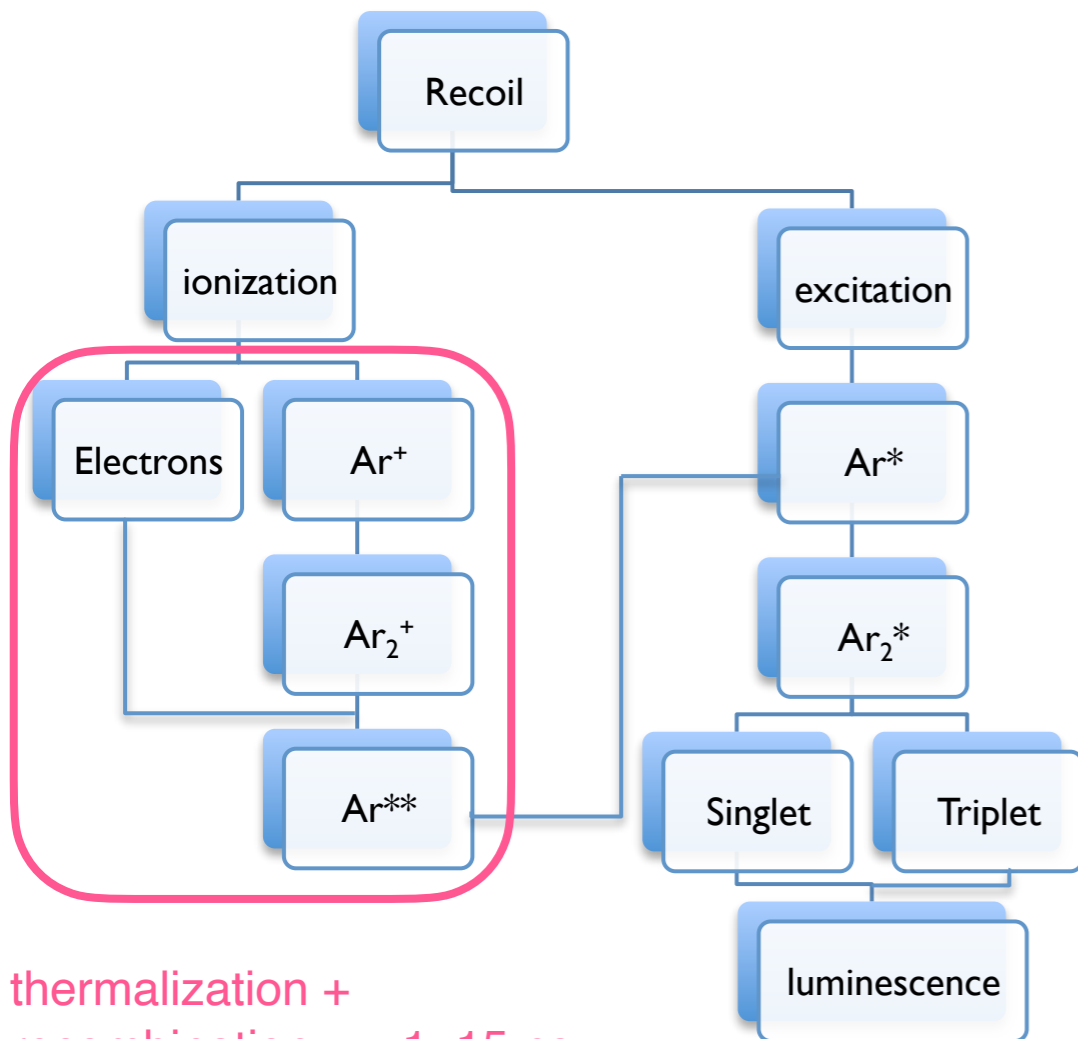 Recoil
ionization
excitation
Electrons
Ar⁺
Ar*
Ar₂⁺
Ar₂*
Ar**
Singlet
Triplet
luminescence
thermalization +